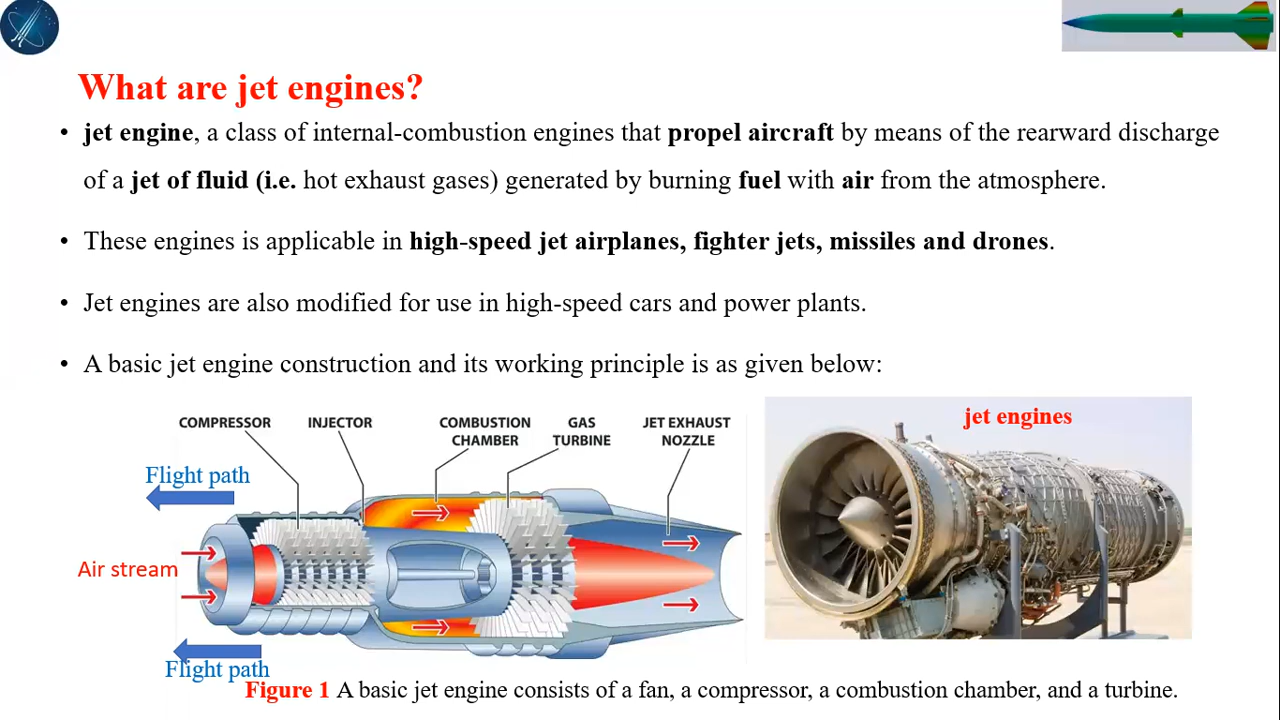 What are jet engines?
• jet engine, a class of internal-combustion engines that propel aircraft by means of the rearward discharge
of a jet of fluid (i.e. hot exhaust gases) generated by burning fuel with air from the atmosphere.
• These engines is applicable in high-speed jet airplanes, fighter jets, missiles and drones.
• Jet engines are also modified for use in high-speed cars and power plants.
• A basic jet engine construction and its working principle is as given below:
COMPRESSOR
INJECTOR
COMBUSTION
CHAMBER
GAS
TURBINE
JET EXHAUST
NOZZLE
Flight path
Air stream
Flight path
jet engines
Figure 1 A basic jet engine consists of a fan, a compressor, a combustion chamber, and a turbine.